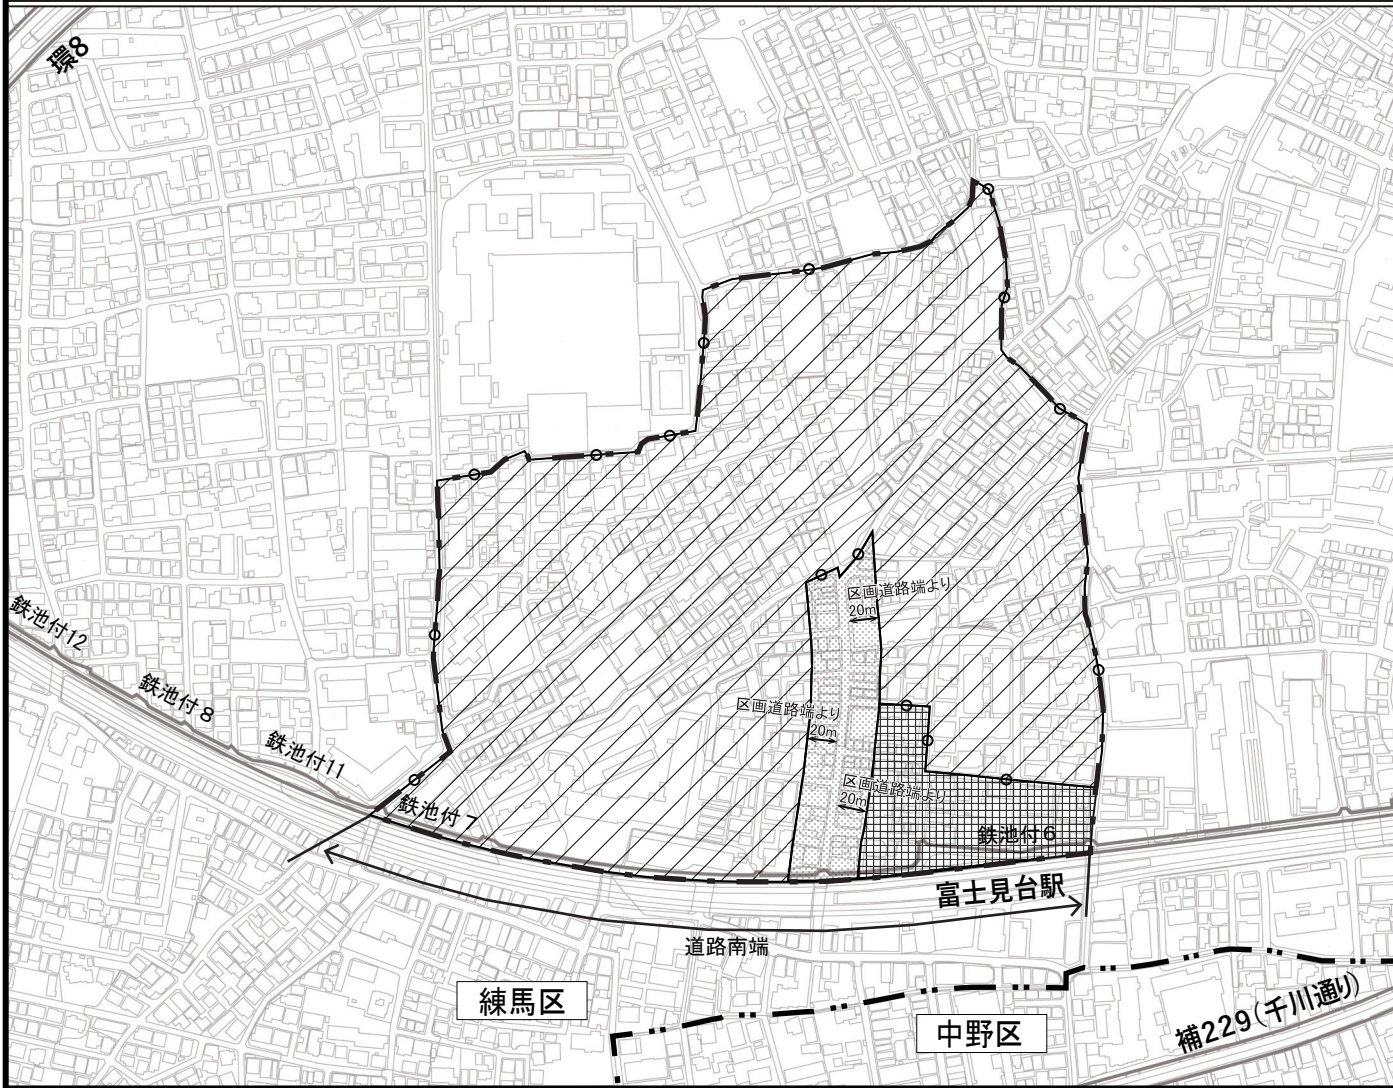 環8
区画道路端より
20m
鉄池付12
鉄池付8
区画道路端より
20m
鉄池付11
区画道路端より
20m
鉄池付7
鉄池付6
富士見台駅
道路南端
練馬区
中野区
補229(千川通り)